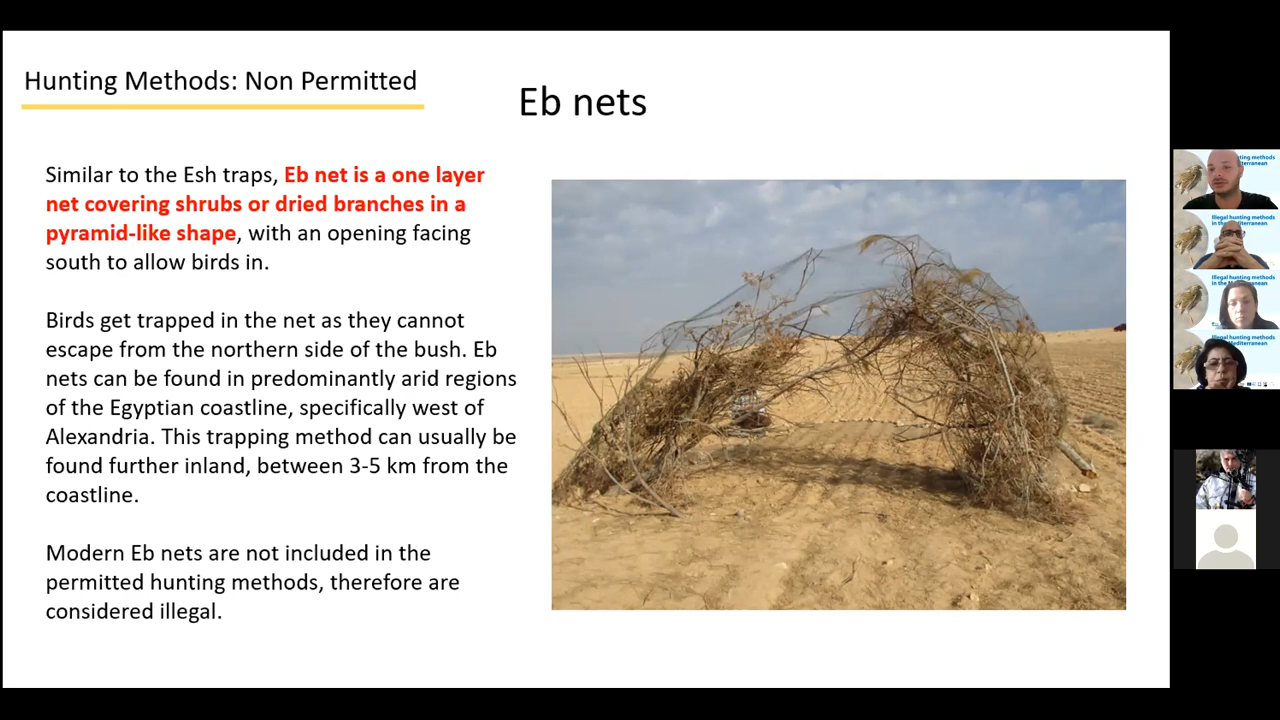 Hunting Methods: Non Permitted
Eb nets
Similar to the Esh traps, Eb net is a one layer
net covering shrubs or dried branches in a
pyramid-like shape, with an opening facing
south to allow birds in.
Birds get trapped in the net as they cannot
escape from the northern side of the bush. Eb
nets can be found in predominantly arid regions
of the Egyptian coastline, specifically west of
Alexandria. This trapping method can usually be
found further inland, between 3-5 km from the
coastline.
Modern Eb nets are not included in the
permitted hunting methods, therefore are
considered illegal.
Illegal hunting methods
Illegal hunting methods